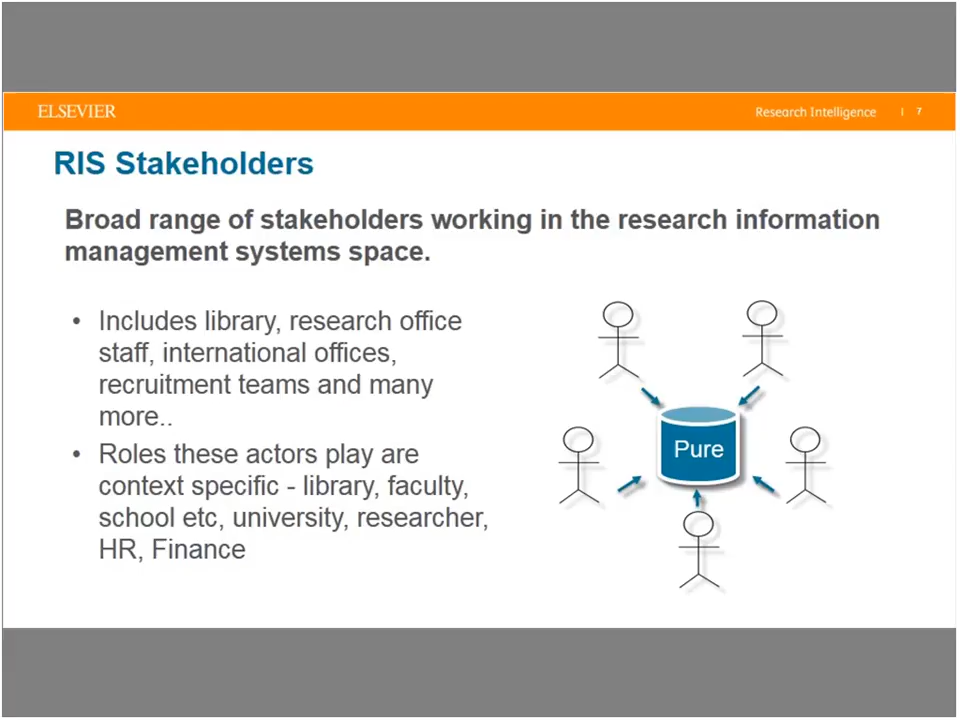 ELSEVIER
Research Intelligence | 7
RIS Stakeholders
Broad range of stakeholders working in the research information
management systems space.
• Includes library, research office
staff, international offices,
recruitment teams and many
more..
• Roles these actors play are
context specific - library, faculty,
school etc, university, researcher,
HR, Finance
Pure